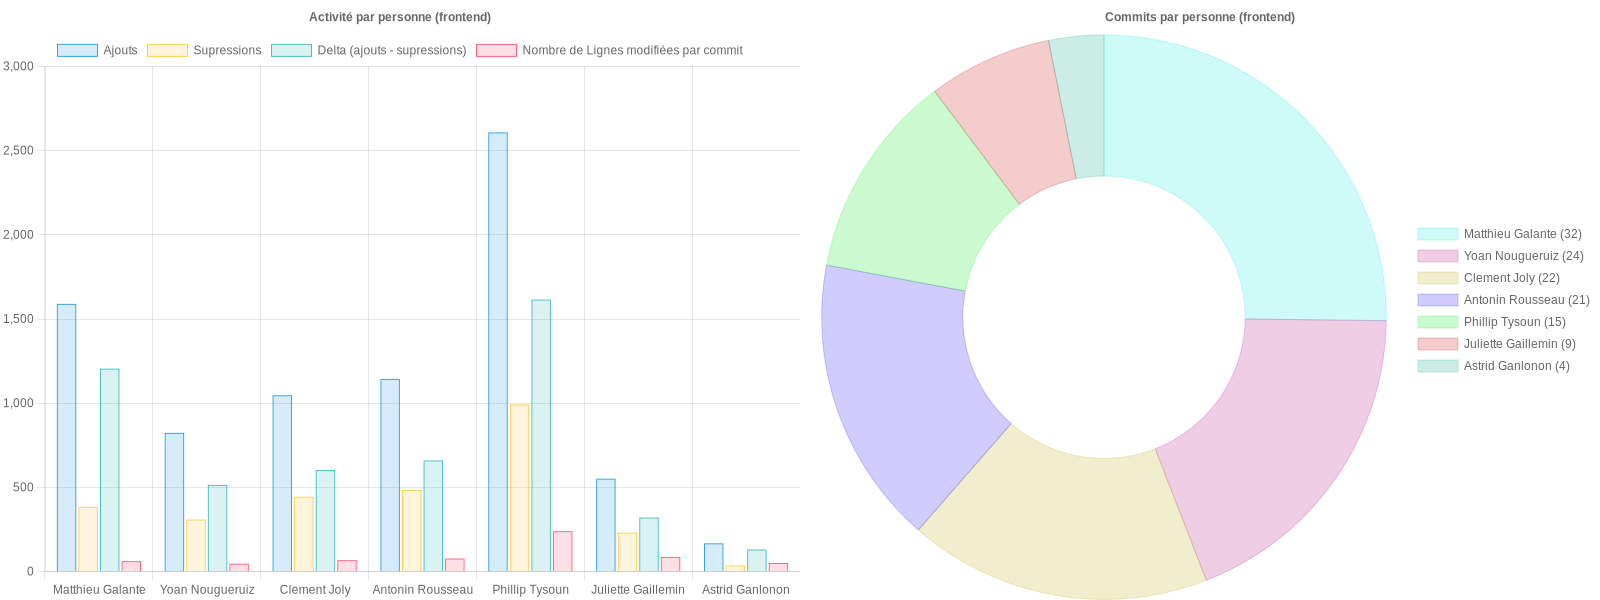 Activité par personne (frontend)
Ajouts
Supressions
Delta (ajouts - supressions)
Nombre de Lignes modifiées par commit
3,000
2,500
2,000
1,500
1,000
500
0
Matthieu Galante
Yoan Nougueruiz
Clement Joly
Antonin Rousseau
Phillip Tysoun
Juliette Gaillemin
Astrid Ganlonon
Commits par personne (frontend)
Matthieu Galante (32)
Yoan Nougueruiz (24)
Clement Joly (22)
Antonin Rousseau (21)
Phillip Tysoun (15)
Juliette Gaillemin (9)
Astrid Ganlonon (4)